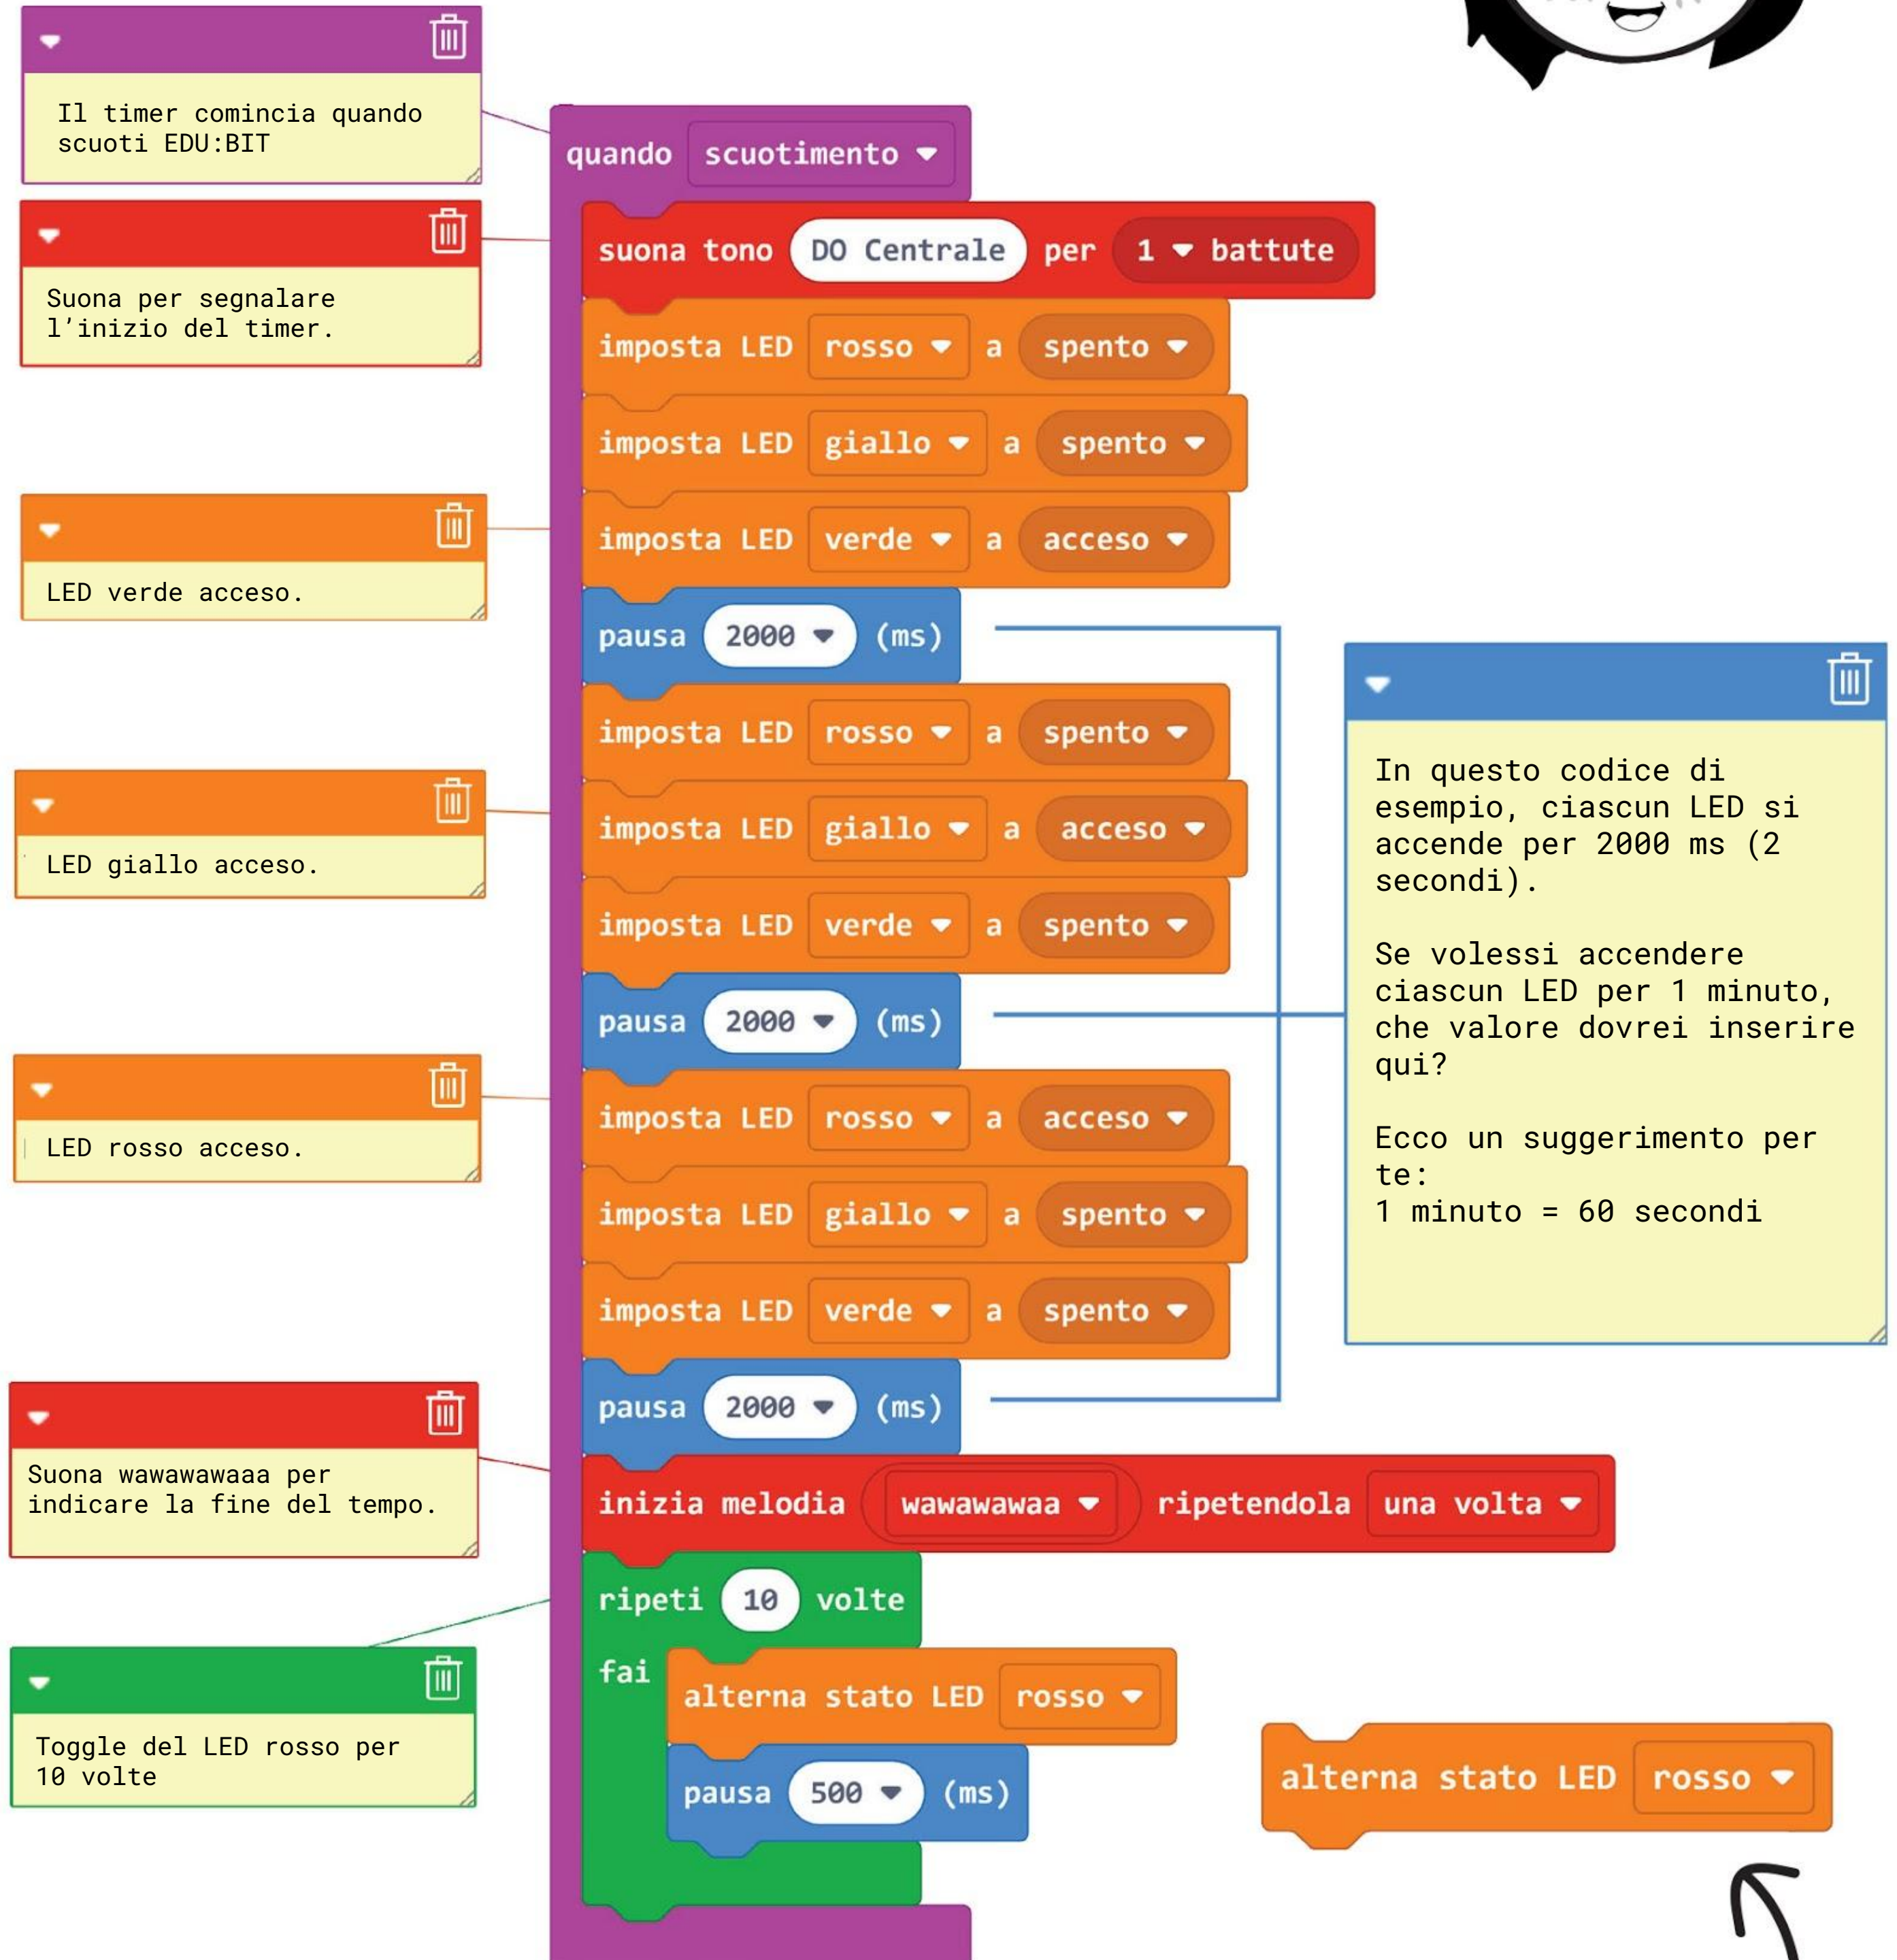 Il timer comincia quando
scuoti EDU:BIT
quando scuotimento
Suona per segnalare
l'inizio del timer.
suona tono DO Centrale per 1 battute
imposta LED rosso a spento
imposta LED giallo a spento
imposta LED verde a acceso
LED verde acceso.
pausa 2000 (ms)
imposta LED rosso a spento
imposta LED giallo a acceso
LED giallo acceso.
imposta LED verde a spento
pausa 2000 (ms)
In questo codice di
esempio, ciascun LED si
accende per 2000 ms (2
secondi).
Se volessi accendere
ciascun LED per 1 minuto,
che valore dovrei inserire
qui?
Ecco un suggerimento per
te:
1 minuto = 60 secondi
imposta LED rosso a acceso
LED rosso acceso.
imposta LED giallo a spento
imposta LED verde a spento
pausa 2000 (ms)
Suona wawawawaaa per
indicare la fine del tempo.
inizia melodia wawawawaa ripetendola una volta
ripeti 10 volte
fai
alterna stato LED rosso
Toggle del LED rosso per
10 volte
pausa 500 (ms)
alterna stato LED rosso